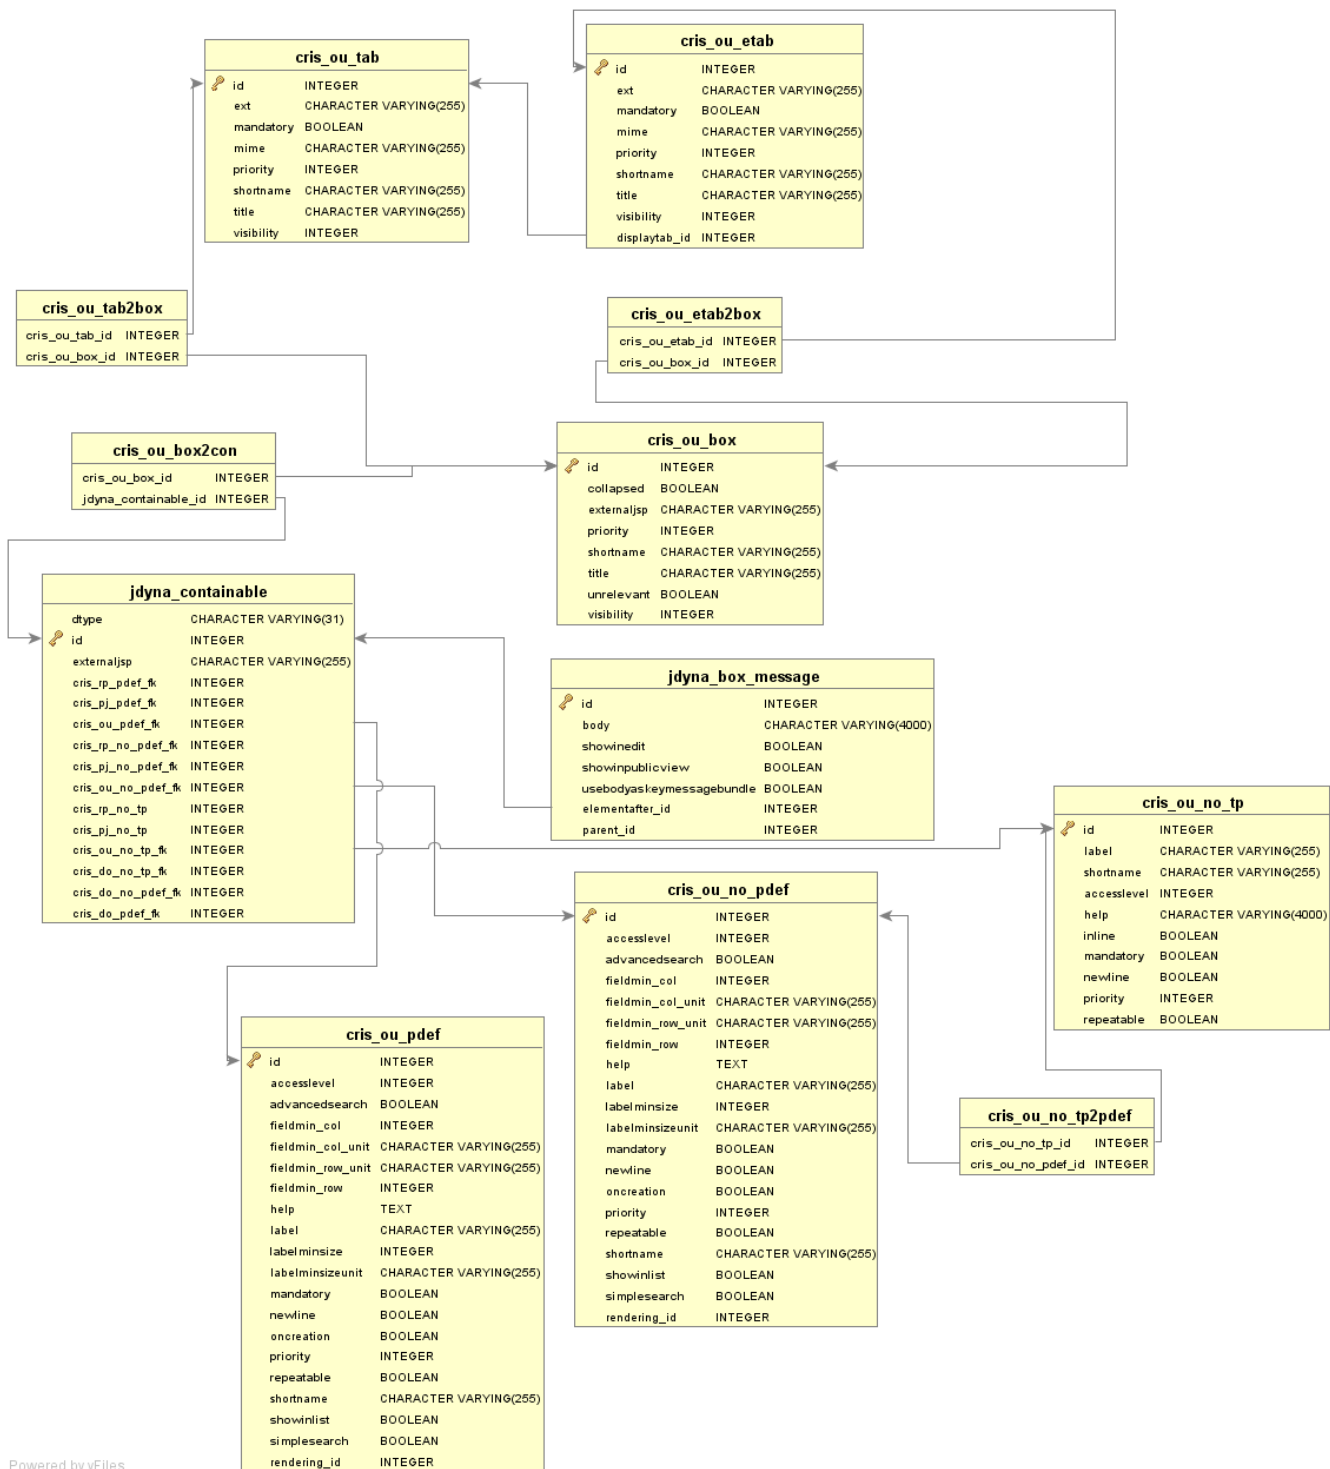 cris_ou_tab
id INTEGER
ext CHARACTER VARYING(255)
mandatory BOOLEAN
mime CHARACTER VARYING(255)
priority INTEGER
shortname CHARACTER VARYING(255)
title CHARACTER VARYING(255)
visibility INTEGER
cris_ou_etab
id INTEGER
ext CHARACTER VARYING(255)
mandatory BOOLEAN
mime CHARACTER VARYING(255)
priority INTEGER
shortname CHARACTER VARYING(255)
title CHARACTER VARYING(255)
visibility INTEGER
displaytab_id INTEGER
cris_ou_tab2box
cris_ou_tab_id INTEGER
cris_ou_box_id INTEGER
cris_ou_etab2box
cris_ou_etab_id INTEGER
cris_ou_box_id INTEGER
cris_ou_box2con
cris_ou_box_id INTEGER
jdyna_containable_id INTEGER
cris_ou_box
id INTEGER
collapsed BOOLEAN
externaljsp CHARACTER VARYING(255)
priority INTEGER
shortname CHARACTER VARYING(255)
title CHARACTER VARYING(255)
unrelevant BOOLEAN
visibility INTEGER
jdyna_containable
dtype CHARACTER VARYING(31)
id INTEGER
externaljsp CHARACTER VARYING(255)
cris_rp_pdef_fk INTEGER
cris_pj_pdef_fk INTEGER
cris_ou_pdef_fk INTEGER
cris_rp_no_pdef_fk INTEGER
cris_pj_no_pdef_fk INTEGER
cris_ou_no_pdef_fk INTEGER
cris_rp_no_tp INTEGER
cris_pj_no_tp INTEGER
cris_ou_no_tp_fk INTEGER
cris_do_no_tp_fk INTEGER
cris_do_no_pdef_fk INTEGER
cris_do_pdef_fk INTEGER
jdyna_box_message
id INTEGER
body CHARACTER VARYING(4000)
showinedit BOOLEAN
showinpublicview BOOLEAN
usebodyaskeymessagebundle BOOLEAN
elementafter_id INTEGER
parent_id INTEGER
cris_ou_no_tp
id INTEGER
label CHARACTER VARYING(255)
shortname CHARACTER VARYING(255)
accesslevel INTEGER
help CHARACTER VARYING(4000)
inline BOOLEAN
mandatory BOOLEAN
newline BOOLEAN
priority INTEGER
repeatable BOOLEAN
cris_ou_no_pdef
id INTEGER
accesslevel INTEGER
advancedsearch BOOLEAN
fieldmin_col INTEGER
fieldmin_col_unit CHARACTER VARYING(255)
fieldmin_row_unit CHARACTER VARYING(255)
fieldmin_row INTEGER
help TEXT
label CHARACTER VARYING(255)
labelminsize INTEGER
labelminsizeunit CHARACTER VARYING(255)
mandatory BOOLEAN
newline BOOLEAN
oncreation BOOLEAN
priority INTEGER
repeatable BOOLEAN
shortname CHARACTER VARYING(255)
showinlist BOOLEAN
simplesearch BOOLEAN
rendering_id INTEGER
cris_ou_pdef
id INTEGER
accesslevel INTEGER
advancedsearch BOOLEAN
fieldmin_col INTEGER
fieldmin_col_unit CHARACTER VARYING(255)
fieldmin_row_unit CHARACTER VARYING(255)
fieldmin_row INTEGER
help TEXT
label CHARACTER VARYING(255)
labelminsize INTEGER
labelminsizeunit CHARACTER VARYING(255)
mandatory BOOLEAN
newline BOOLEAN
oncreation BOOLEAN
priority INTEGER
repeatable BOOLEAN
shortname CHARACTER VARYING(255)
showinlist BOOLEAN
simplesearch BOOLEAN
rendering_id INTEGER
cris_ou_no_tp2pdef
cris_ou_no_tp_id INTEGER
cris_ou_no_pdef_id INTEGER
Powered by yFiles